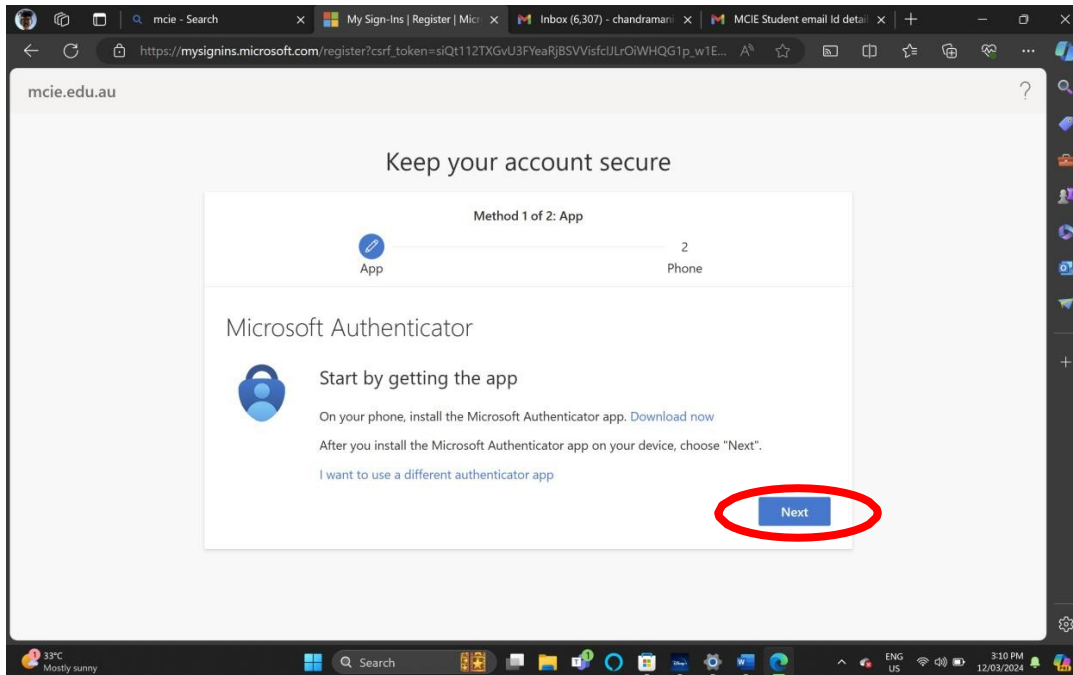 mcie - Search
My Sign-Ins | Register | Micr
Inbox (6,307) - chandramani
MCIE Student email Id detail
https://mysignins.microsoft.com/register?csrf_token=siQt112TXGvU3FYeaRjBSVVisfclJLrOiWHQG1p_w1E...
mcie.edu.au
?
Keep your account secure
Method 1 of 2: App
2
App
Phone
Microsoft Authenticator
Start by getting the app
On your phone, install the Microsoft Authenticator app. Download now
After you install the Microsoft Authenticator app on your device, choose "Next".
I want to use a different authenticator app
Next
1
33°C
Mostly sunny
Search
ENG
US
3:10 PM
12/03/2024